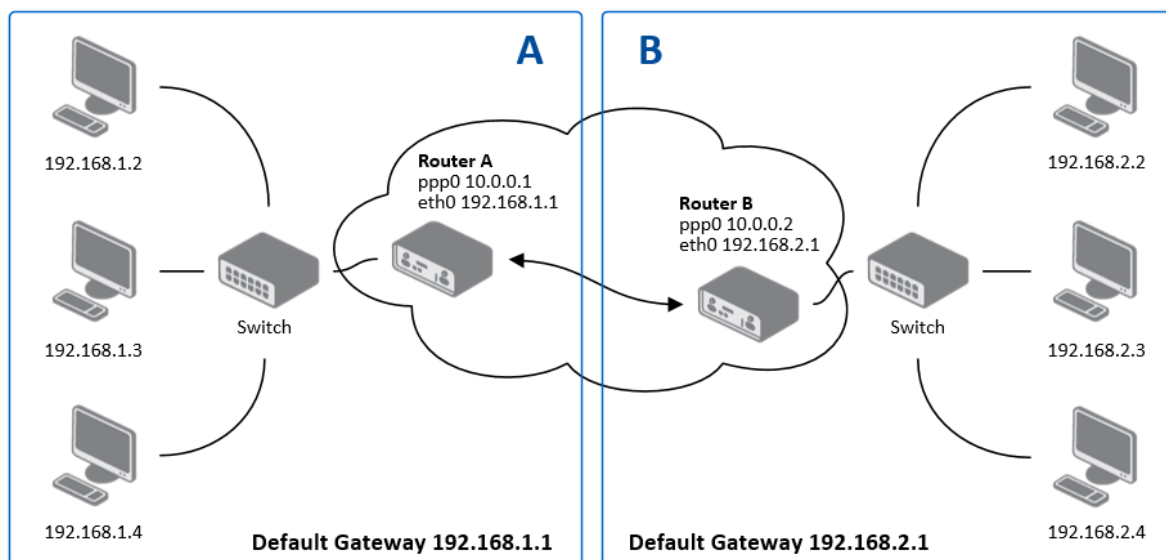 A
B
192.168.1.2
192.168.1.3
192.168.1.4
Switch
Router A
ppp0 10.0.0.1
eth0 192.168.1.1
Default Gateway 192.168.1.1
Router B
ppp0 10.0.0.2
eth0 192.168.2.1
Switch
192.168.2.2
192.168.2.3
192.168.2.4
Default Gateway 192.168.2.1